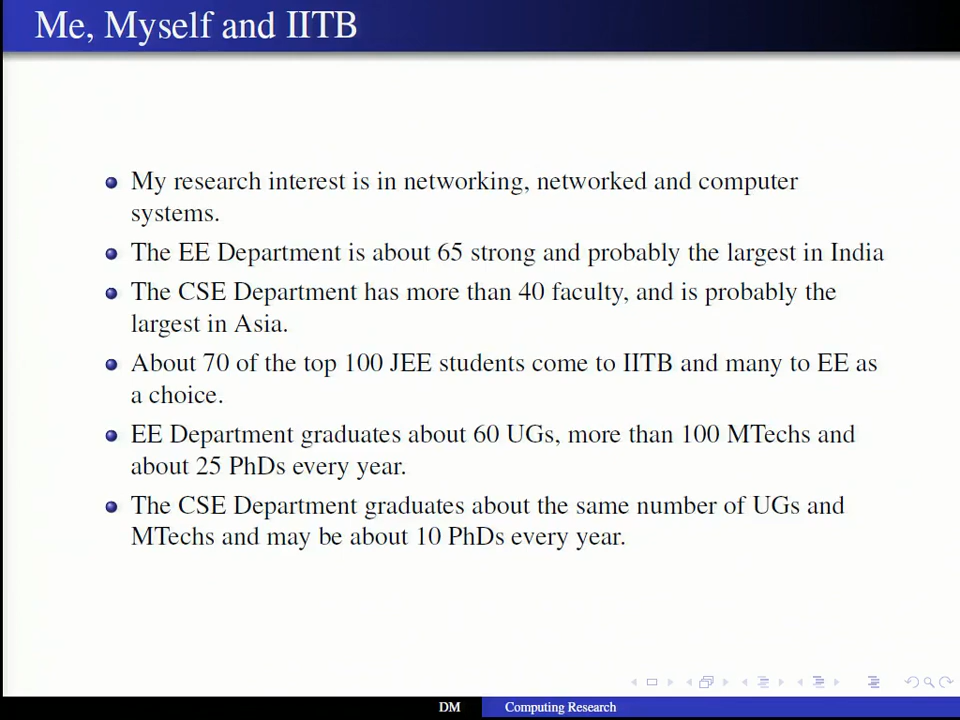 Me, Myself and IITB
My research interest is in networking, networked and computer
systems.
The EE Department is about 65 strong and probably the largest in India
The CSE Department has more than 40 faculty, and is probably the
largest in Asia.
About 70 of the top 100 JEE students come to IITB and many to EE as
a choice.
EE Department graduates about 60 UGs, more than 100 MTechs and
about 25 PhDs every year.
The CSE Department graduates about the same number of UGs and
MTechs and may be about 10 PhDs every year.
DM Computing Research